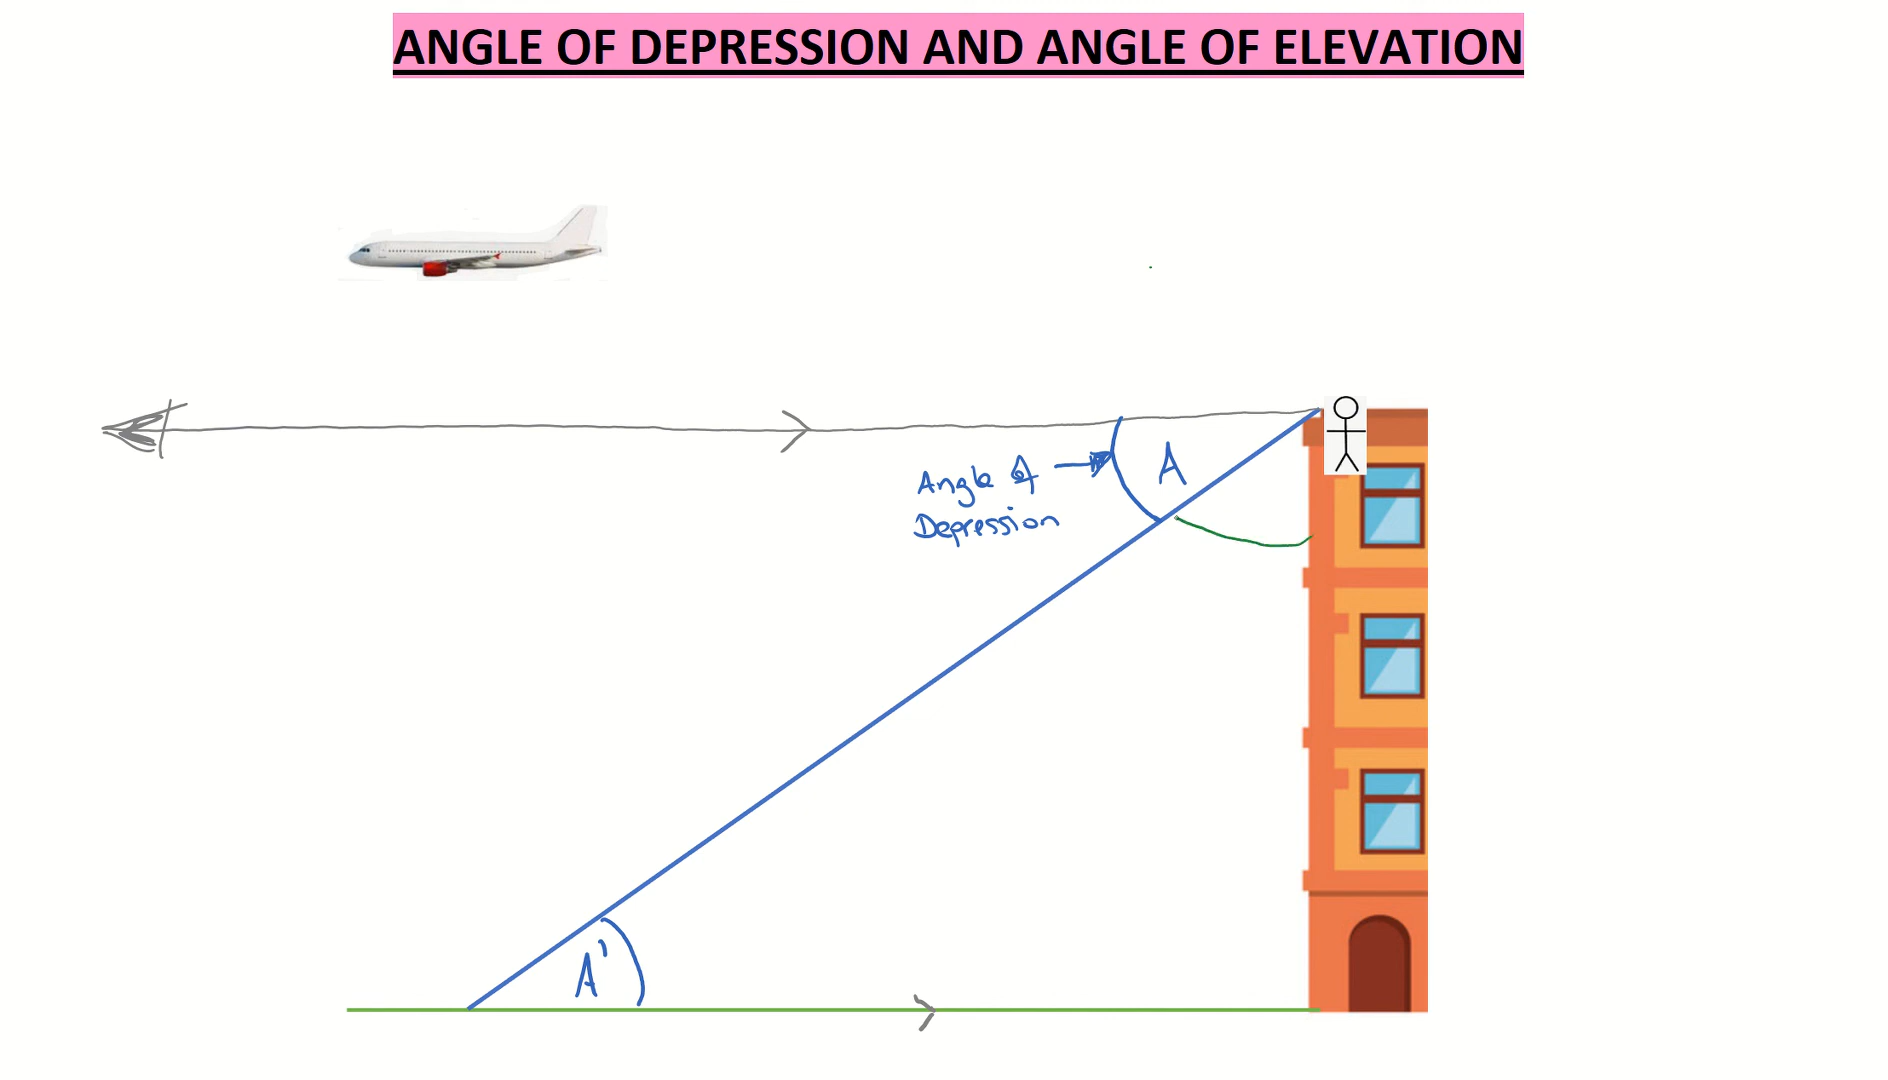 ANGLE OF DEPRESSION AND ANGLE OF ELEVATION
Angle of
Depression
A
A'